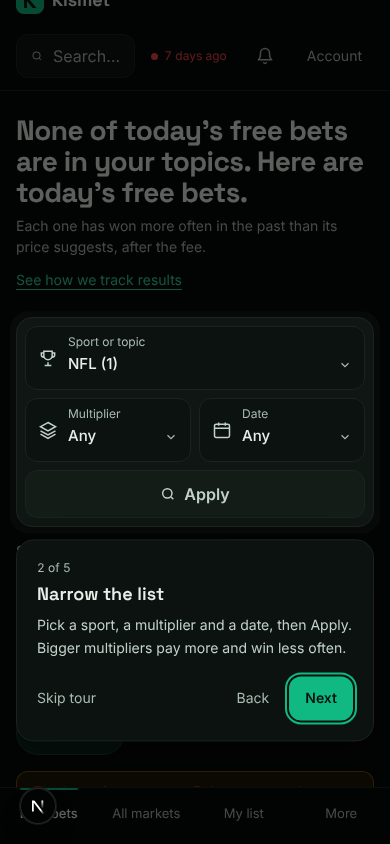 Kismet
Search...
7 days ago
Account
None of today's free bets
are in your topics. Here are
today's free bets.
Each one has won more often in the past than its
price suggests, after the fee.
See how we track results
Sport or topic
NFL (1)
Multiplier
Any
Date
Any
Apply
2 of 5
Narrow the list
Pick a sport, a multiplier and a date, then Apply.
Bigger multipliers pay more and win less often.
Skip tour
Back
Next
N
bets
All markets
My list
More